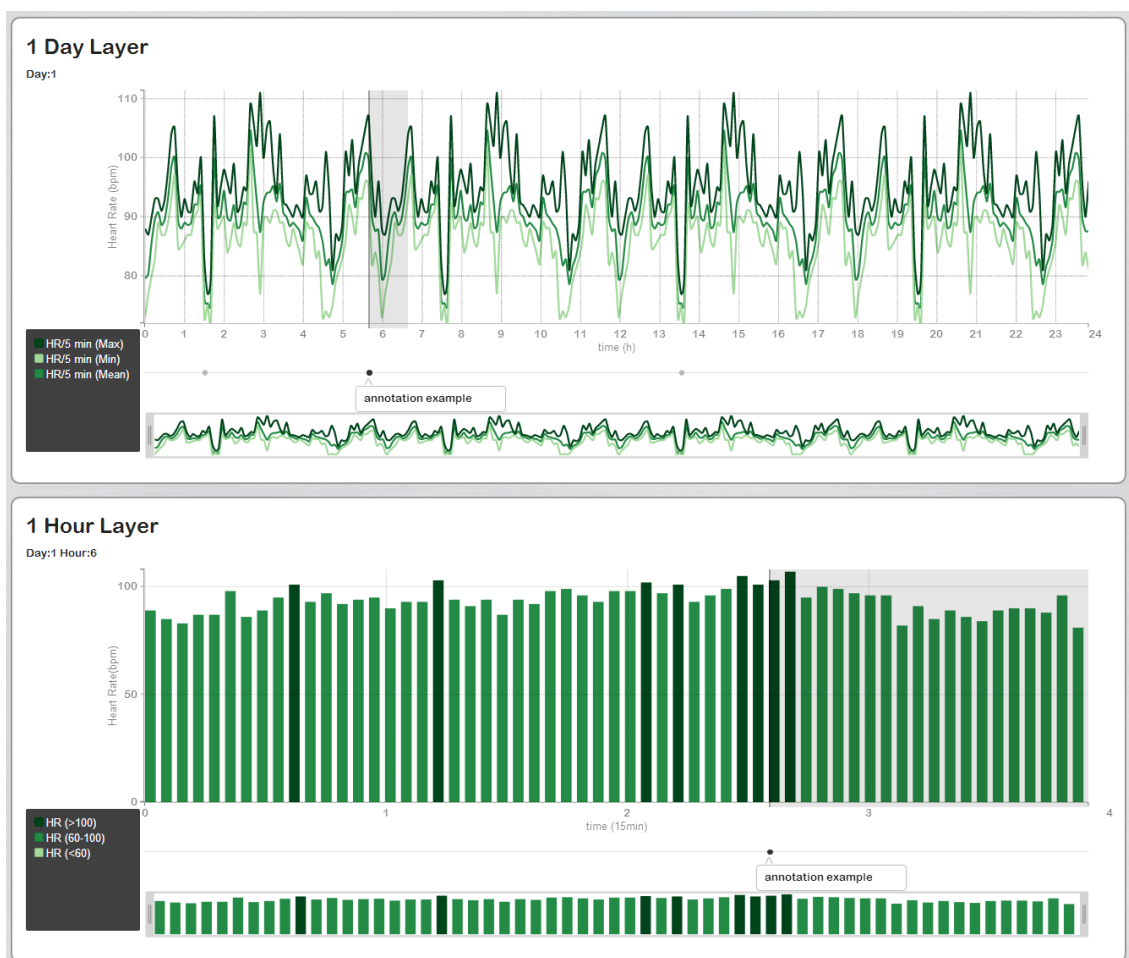 1 Day Layer
Day:1
110
100
90
80
Heart Rate (bpm)
0 1 2 3 4 5 6 7 8 9 10 11 12 13 14 15 16 17 18 19 20 21 22 23 24
time (h)
HR/5 min (Max)
HR/5 min (Min)
HR/5 min (Mean)
annotation example
1 Hour Layer
Day:1 Hour:6
100
50
0
Heart Rate(bpm)
0 1 2 3 4
time (15min)
HR (>100)
HR (60-100)
HR (<60)
annotation example